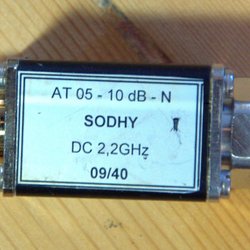 AT 05 - 10 dB - N
SODHY
DC 2,2GHz
09/40